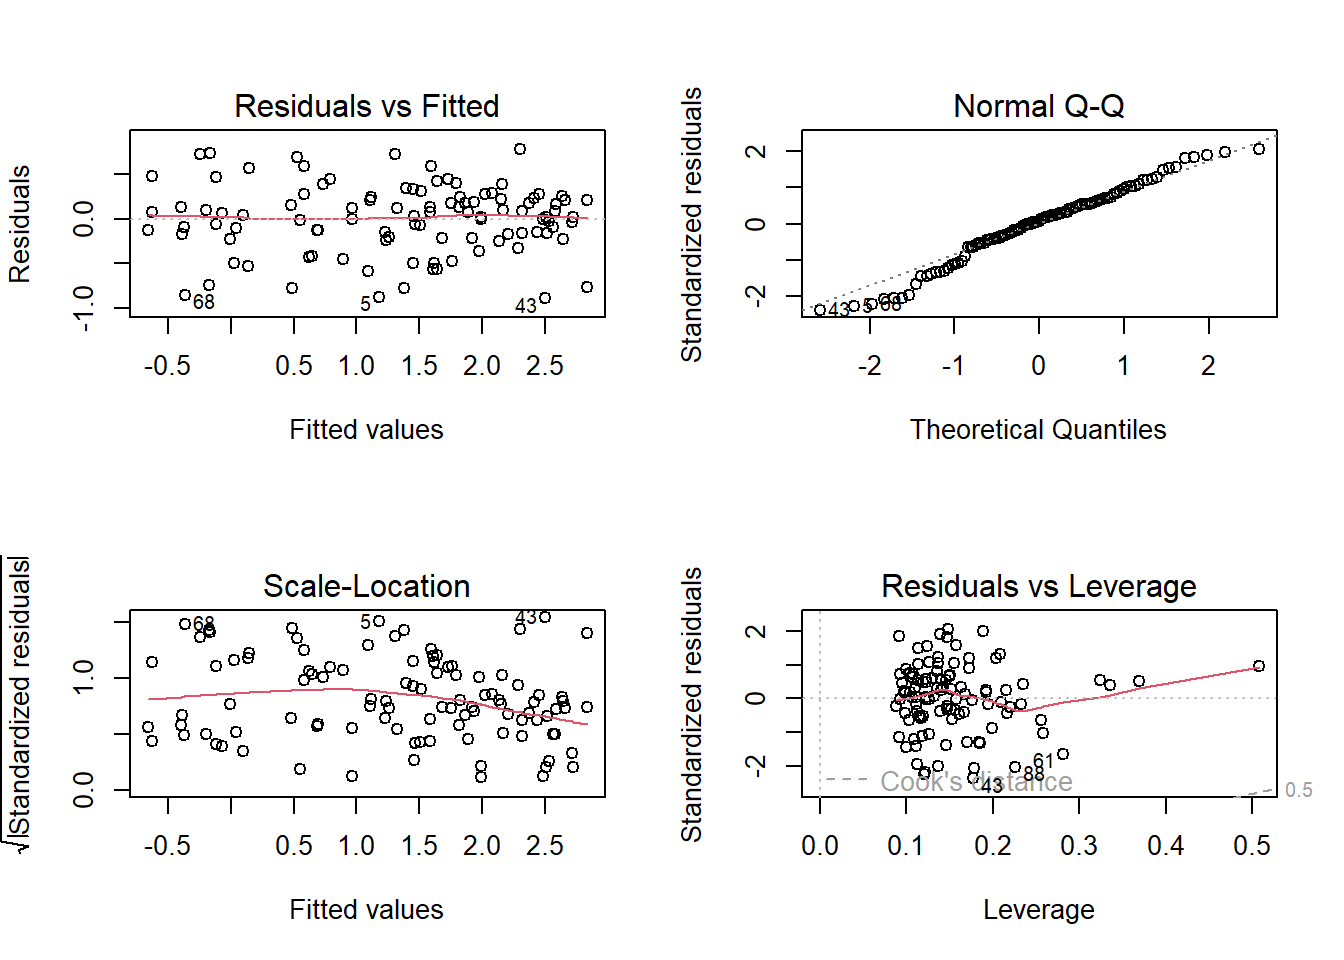 Residuals vs Fitted
Residuals
0.0
-1.0
68
5
43
-0.5 0.5 1.0 1.5 2.0 2.5
Fitted values
Normal Q-Q
Standardized residuals
2
0
-2
43 5 68
-2 -1 0 1 2
Theoretical Quantiles
Scale-Location
√|Standardized residuals|
1.0
0.0
68
5
43
-0.5 0.5 1.0 1.5 2.0 2.5
Fitted values
Residuals vs Leverage
Standardized residuals
2
0
-2
61
88
43
Cook's distance
0.5
0.0 0.1 0.2 0.3 0.4 0.5
Leverage